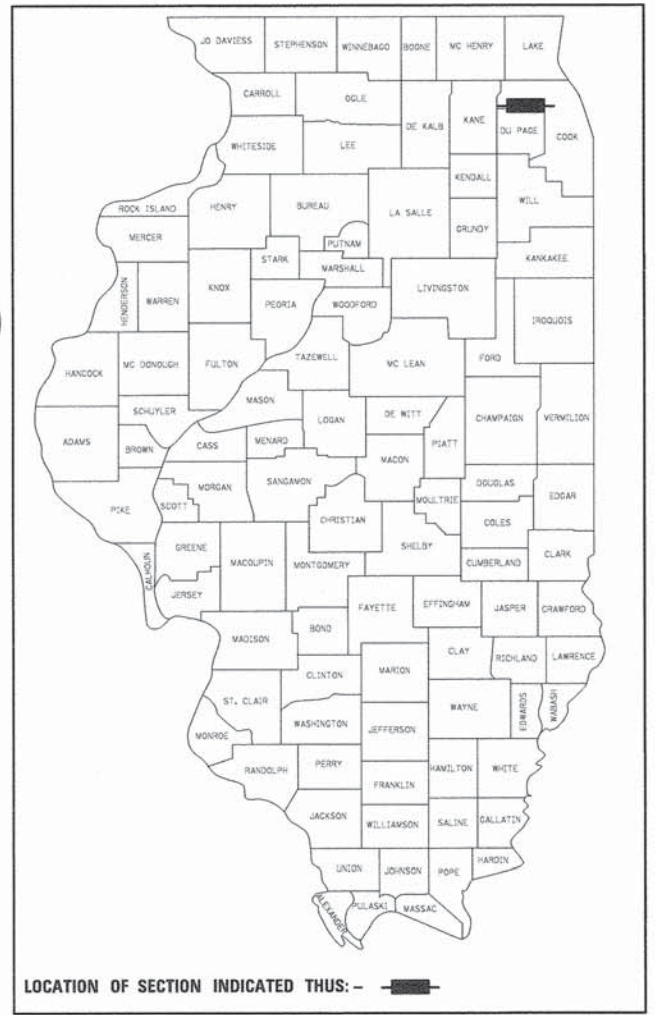 JO DAVIESS STEPHENSON WINNEBAGO BOONE MC HENRY LAKE
CARROLL OGLE DE KALB KANE DU PAGE COOK
WHITESIDE LEE
KENDALL
ROCK ISLAND HENRY BUREAU LA SALLE GRUNDY WILL
MERCER PUTNAM
STARK MARSHALL KANKAKEE
HENDERSON WARREN KNOX PEORIA WOODFORD LIVINGSTON
IROQUOIS
HANCOCK MC DONOUGH FULTON TAZEWELL MC LEAN FORD
MASON
SCHUYLER LOGAN DE WITT CHAMPAIGN VERMILION
ADAMS BROWN CASS MENARD PIATT
MACON
SCOTT MORGAN SANGAMON MOULTRIE DOUGLAS EDGAR
PIKE CHRISTIAN
COLES
GREENE MACOUPIN MONTGOMERY SHELBY
CALHOUN CUMBERLAND CLARK
JERSEY
FAYETTE EFFINGHAM JASPER CRAWFORD
MADISON BOND
CLAY RICHLAND LAWRENCE
CLINTON MARION
ST. CLAIR WAYNE EDWARDS WABASH
WASHINGTON JEFFERSON
MONROE
RANDOLPH PERRY HAMILTON WHITE
FRANKLIN
JACKSON WILLIAMSON SALINE GALLATIN
UNION JOHNSON POPE HARDIN
ALEXANDER PULASKI MASSAC
LOCATION OF SECTION INDICATED THUS: -